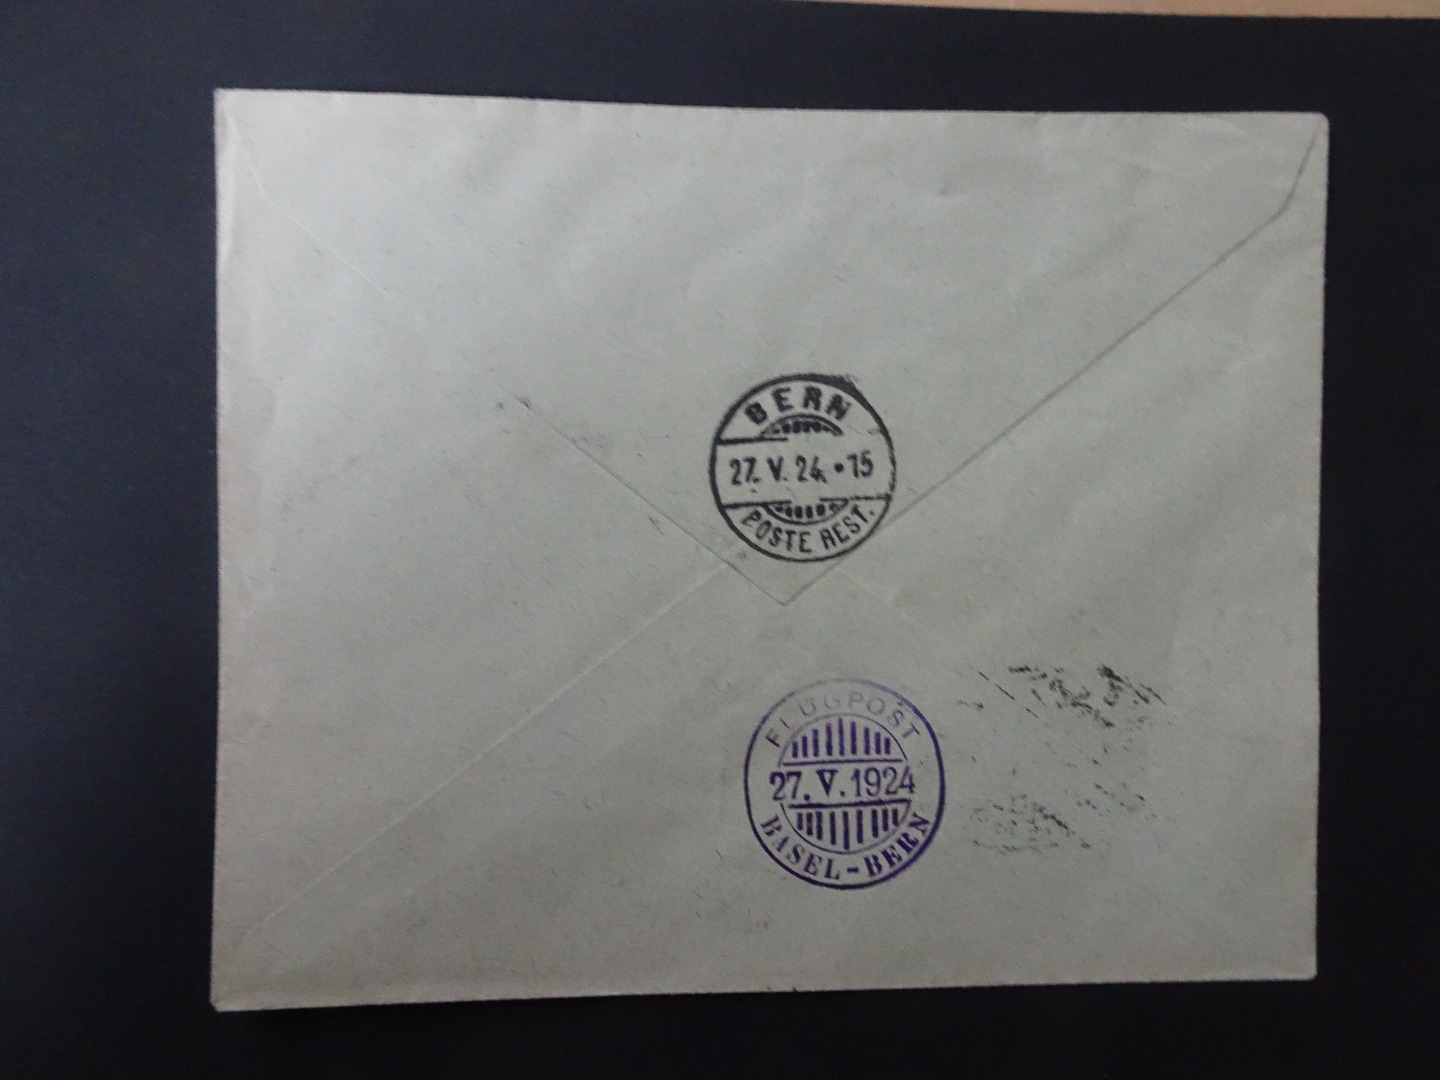 BERN
27. V. 24. • 15
POSTE REST.
FLUGPOST
27. V. 1924
BASEL - BERN